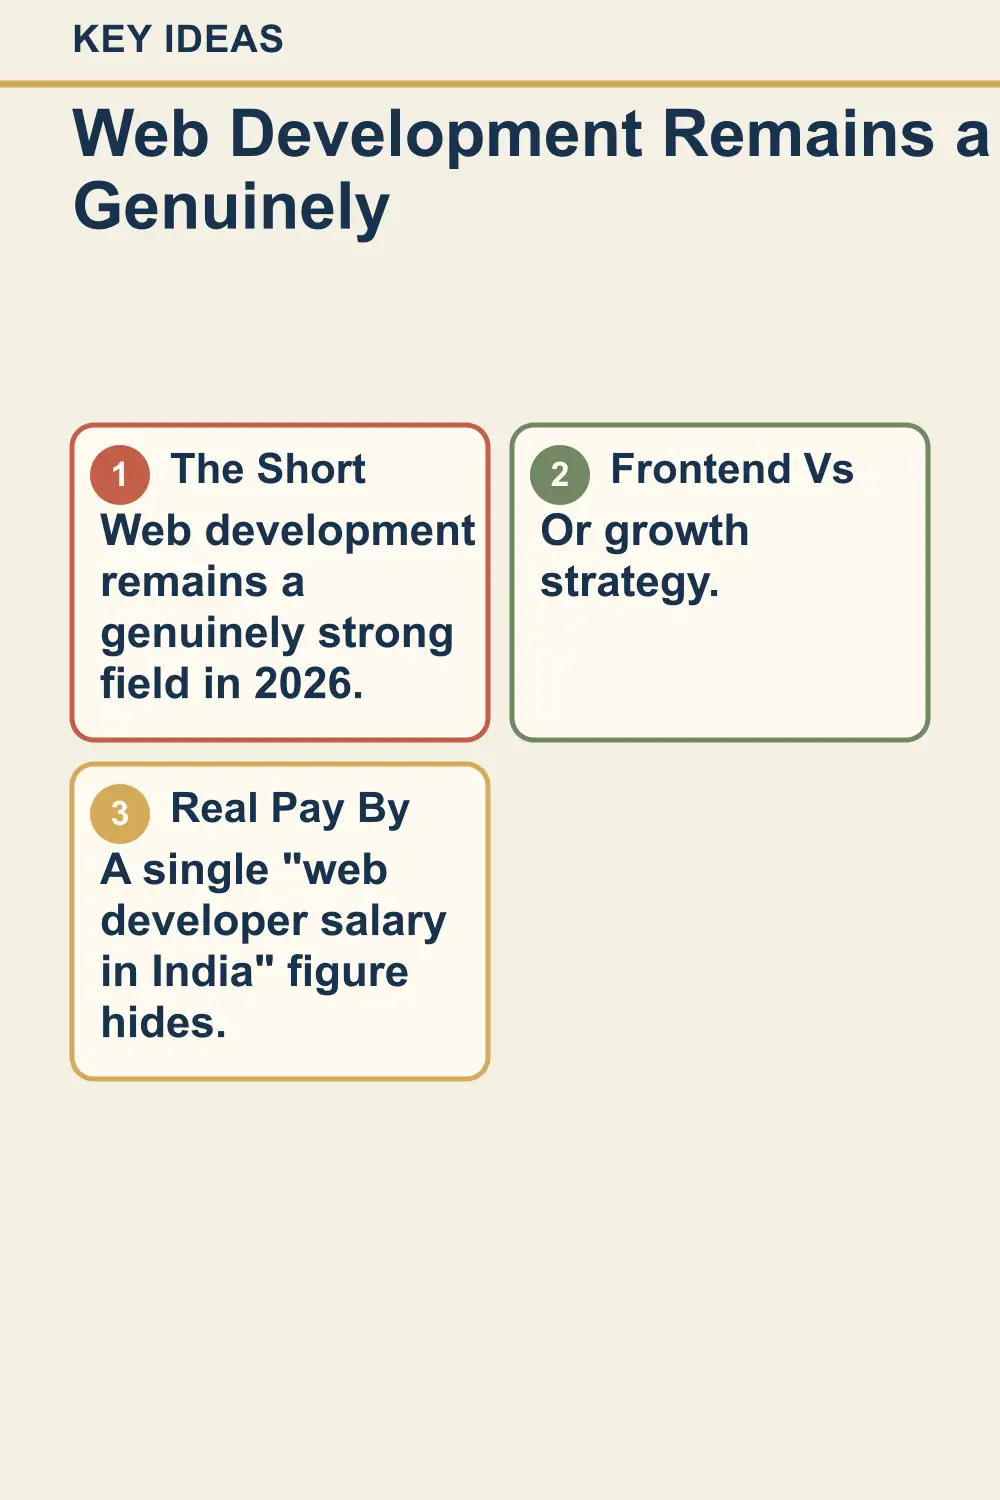 KEY IDEAS
Web Development Remains a
Genuinely
1 The Short
Web development
remains a
genuinely strong
field in 2026.
2 Frontend Vs
Or growth
strategy.
3 Real Pay By
A single "web
developer salary
in India" figure
hides.